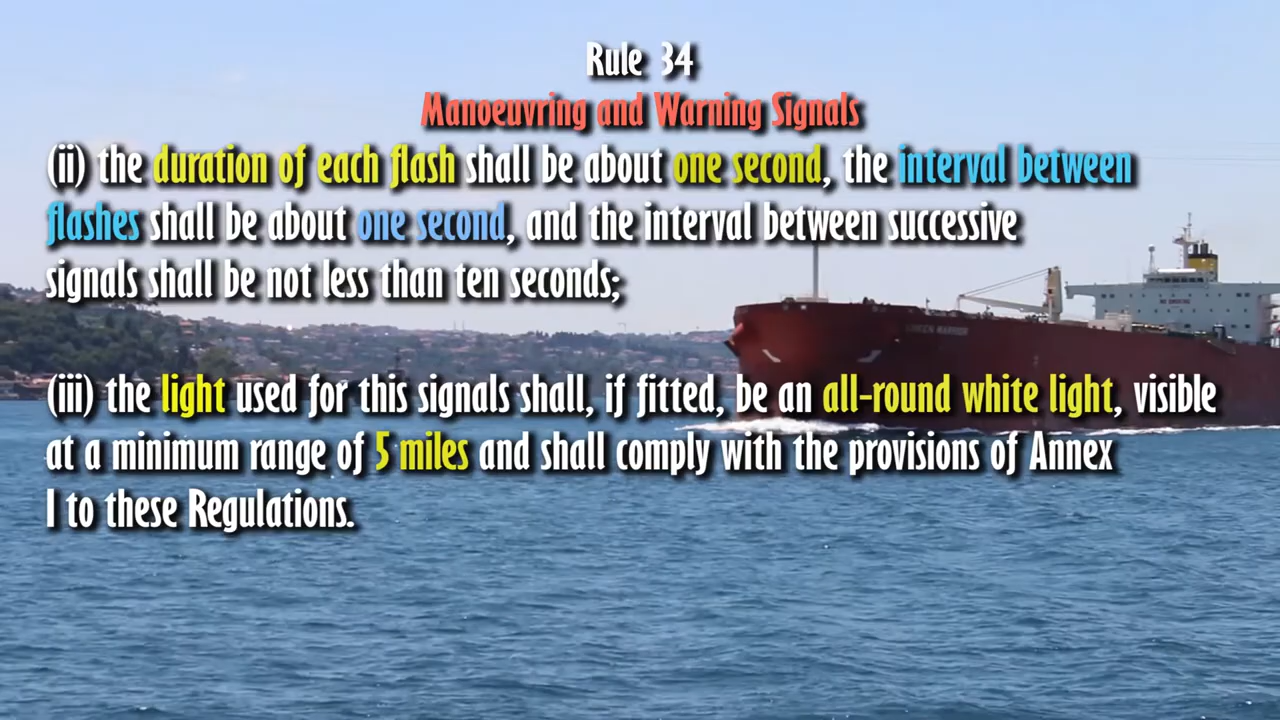 Rule 34
Manoeuvring and Warning Signals
(ii) the duration of each flash shall be about one second, the interval between
flashes shall be about one second, and the interval between successive
signals shall be not less than ten seconds;
(iii) the light used for this signals shall, if fitted, be an all-round white light, visible
at a minimum range of 5 miles and shall comply with the provisions of Annex
I to these Regulations.